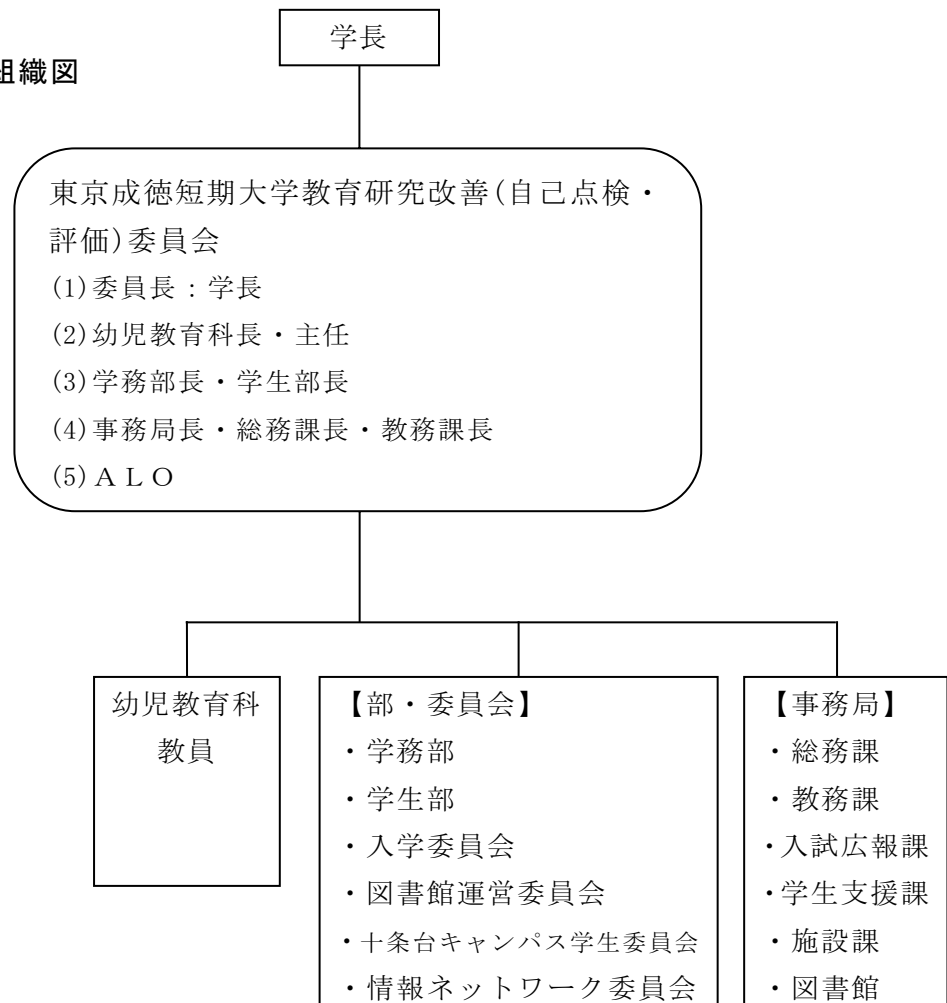 学長
組織図
東京成徳短期大学教育研究改善(自己点検・
評価)委員会
(1)委員長：学長
(2)幼児教育科長・主任
(3)学務部長・学生部長
(4)事務局長・総務課長・教務課長
(5)ＡＬＯ
幼児教育科
教員
【部・委員会】
・学務部
・学生部
・入学委員会
・図書館運営委員会
・十条台キャンパス学生委員会
・情報ネットワーク委員会
【事務局】
・総務課
・教務課
・入試広報課
・学生支援課
・施設課
・図書館